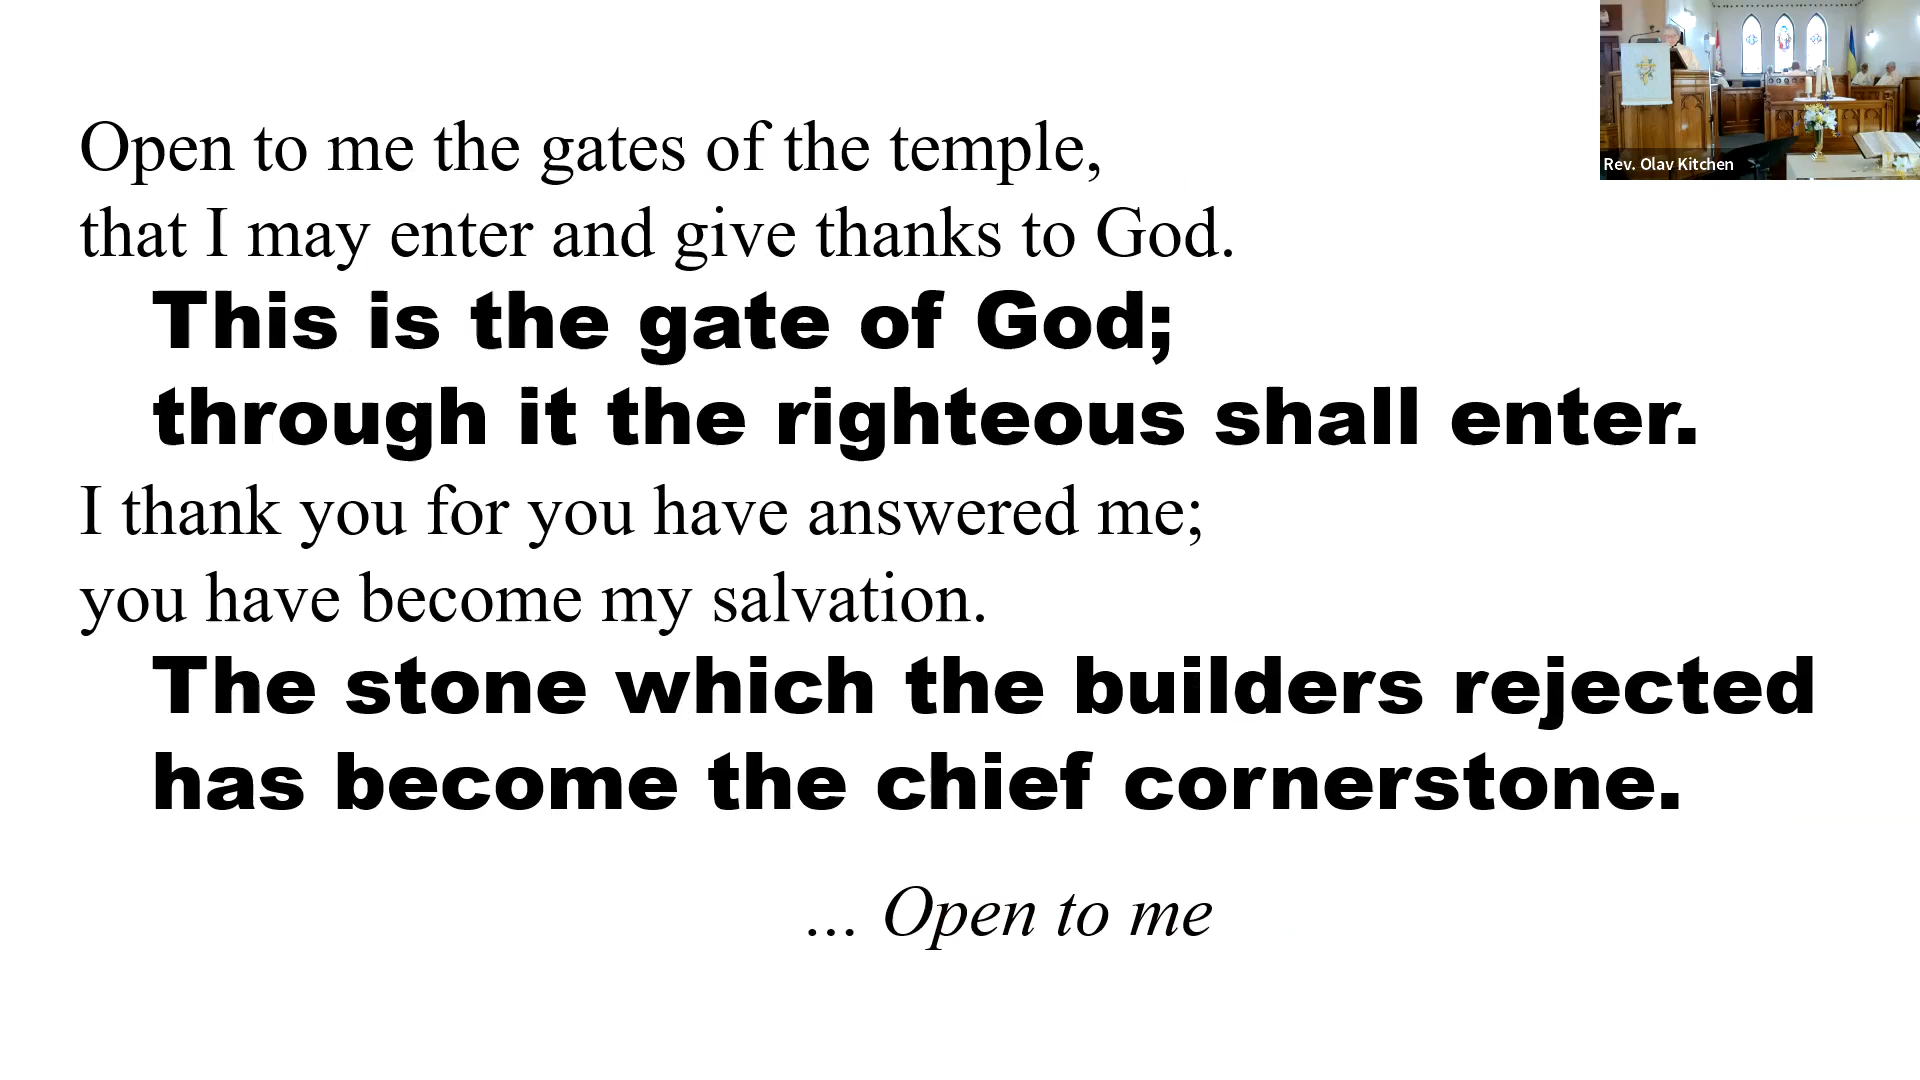 Open to me the gates of the temple,
that I may enter and give thanks to God.
This is the gate of God;
through it the righteous shall enter.
I thank you for you have answered me;
you have become my salvation.
The stone which the builders rejected
has become the chief cornerstone.
... Open to me
Rev. Olav Kitchen